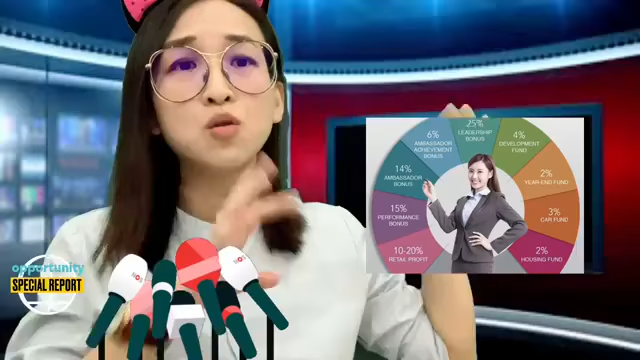 25%
LEADERSHIP
BONUS
6%
AMBASSADOR
ACHIEVEMENT
BONUS
4%
DEVELOPMENT
FUND
14%
AMBASSADOR
BONUS
2%
YEAR-END FUND
15%
PERFORMANCE
BONUS
3%
CAR FUND
10-20%
RETAIL PROFIT
2%
HOUSING FUND
opportunity
SPECIAL REPORT